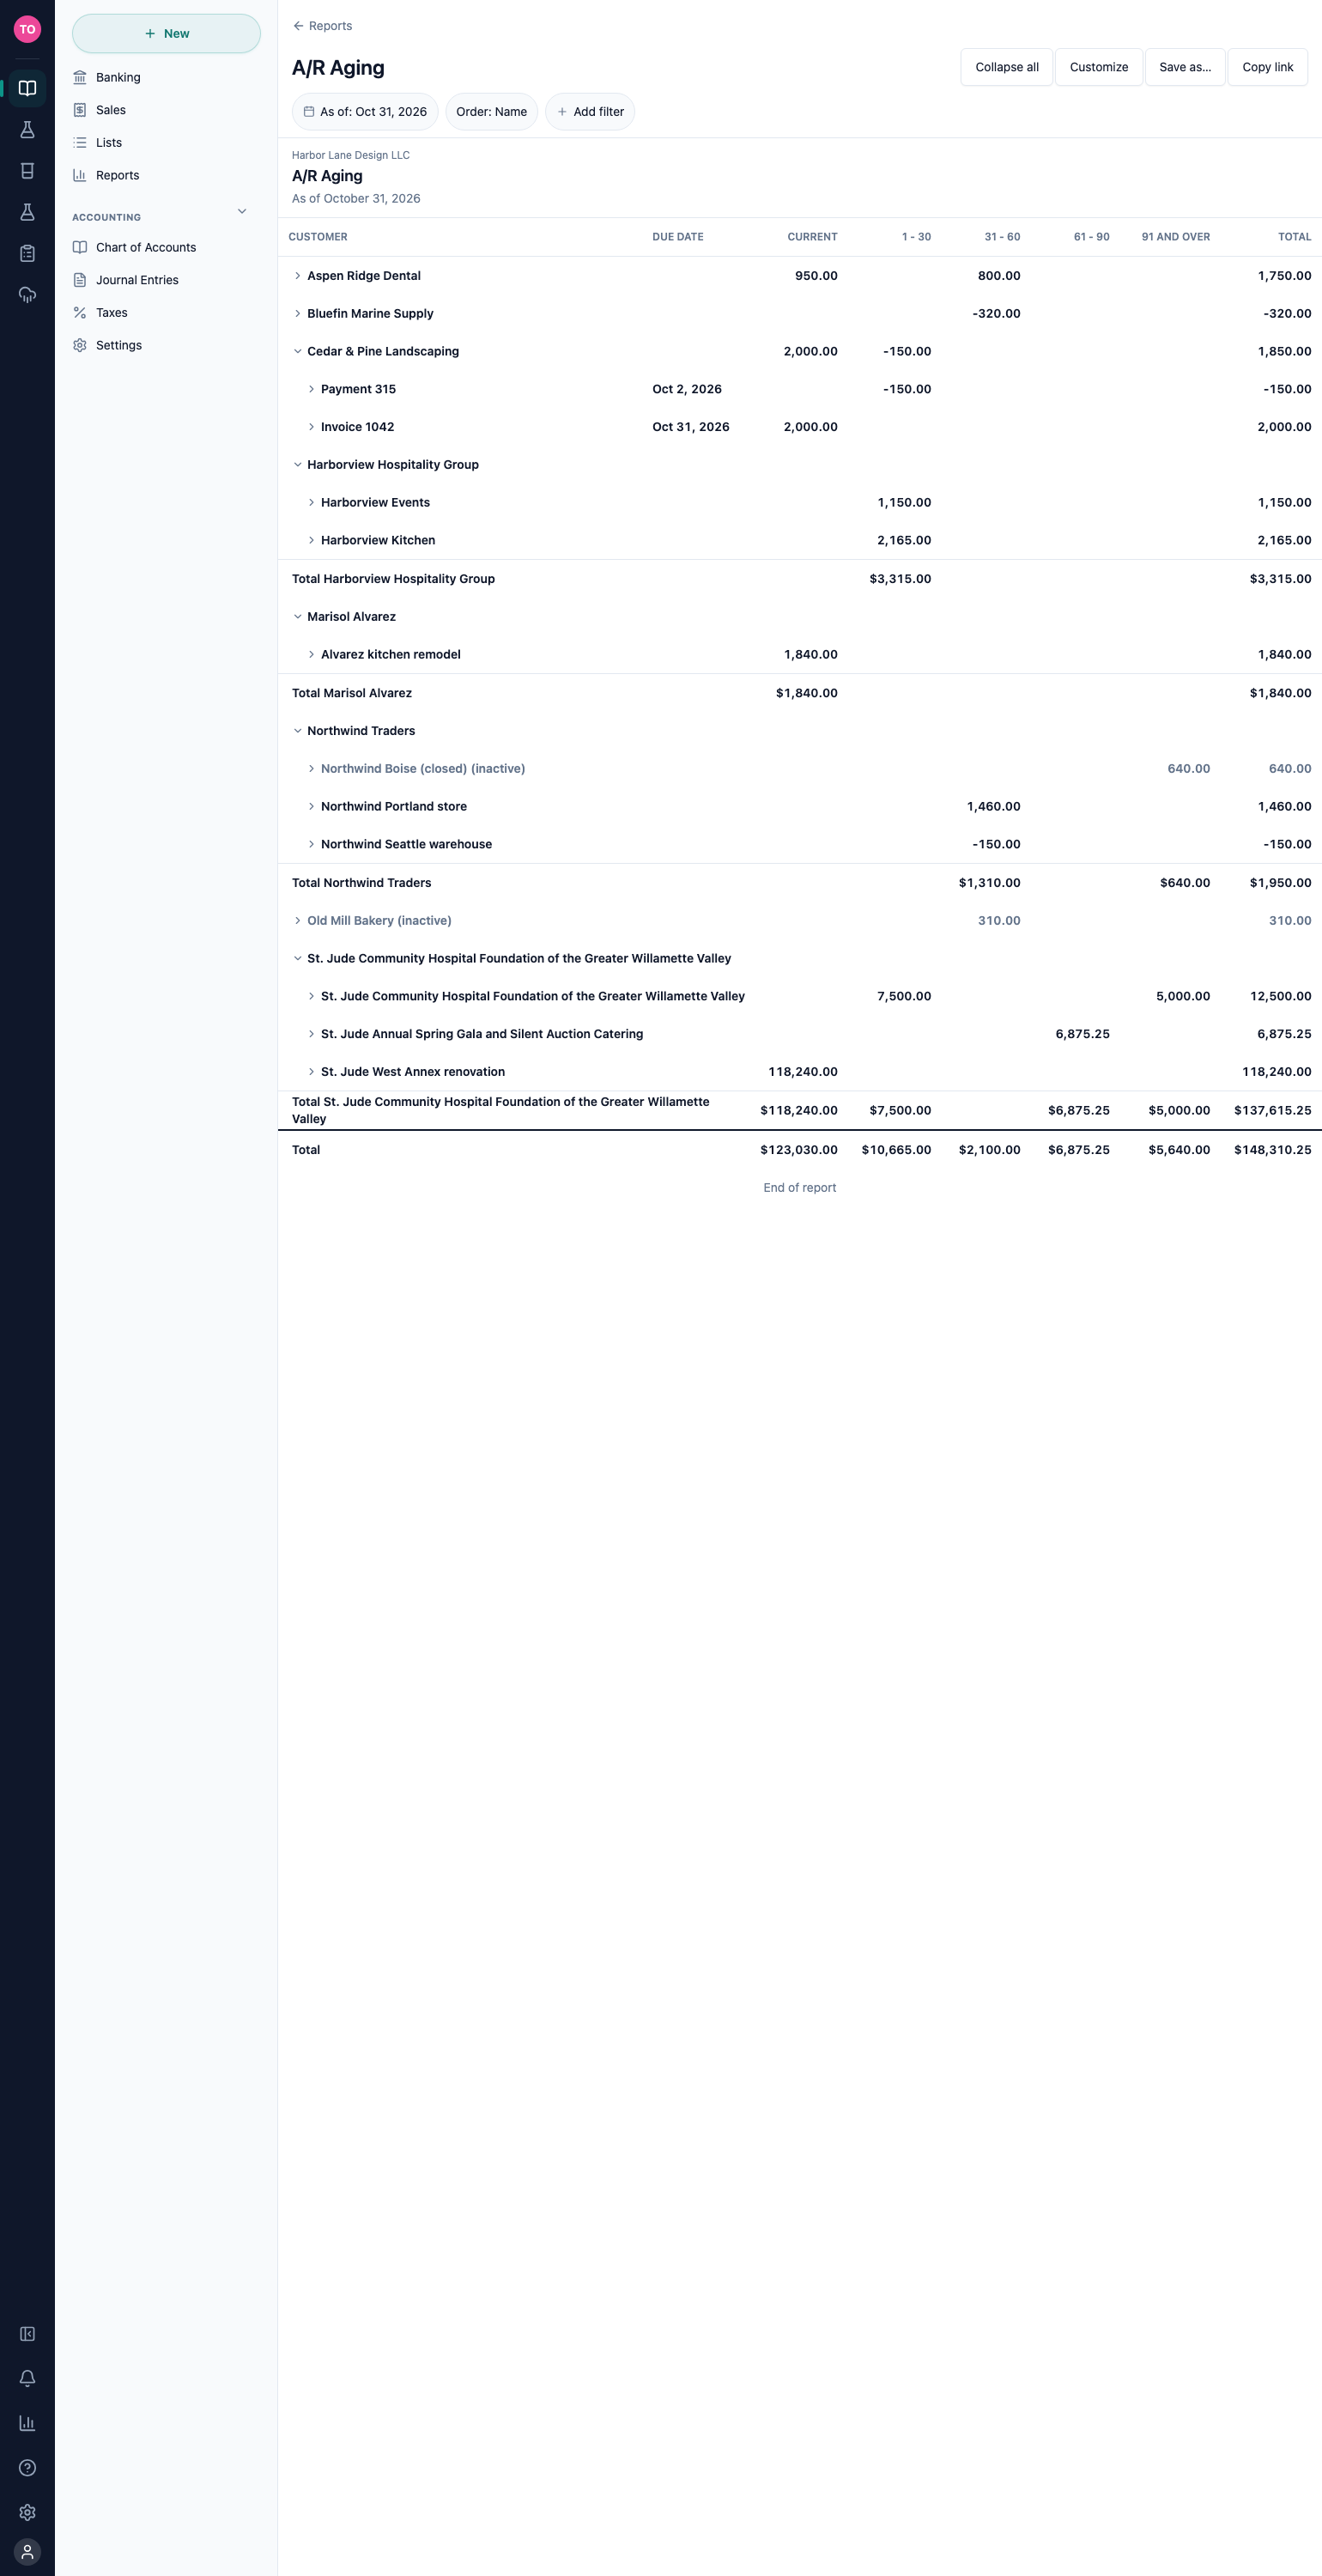 TO
New
Banking
Sales
Lists
Reports
ACCOUNTING
Chart of Accounts
Journal Entries
Taxes
Settings
Reports
A/R Aging
Collapse all
Customize
Save as...
Copy link
As of: Oct 31, 2026
Order: Name
Add filter
Harbor Lane Design LLC
A/R Aging
As of October 31, 2026
CUSTOMER DUE DATE CURRENT 1 - 30 31 - 60 61 - 90 91 AND OVER TOTAL
Aspen Ridge Dental 950.00 800.00 1,750.00
Bluefin Marine Supply -320.00 -320.00
Cedar & Pine Landscaping 2,000.00 -150.00 1,850.00
Payment 315 Oct 2, 2026 -150.00 -150.00
Invoice 1042 Oct 31, 2026 2,000.00 2,000.00
Harborview Hospitality Group
Harborview Events 1,150.00 1,150.00
Harborview Kitchen 2,165.00 2,165.00
Total Harborview Hospitality Group $3,315.00 $3,315.00
Marisol Alvarez
Alvarez kitchen remodel 1,840.00 1,840.00
Total Marisol Alvarez $1,840.00 $1,840.00
Northwind Traders
Northwind Boise (closed) (inactive) 640.00 640.00
Northwind Portland store 1,460.00 1,460.00
Northwind Seattle warehouse -150.00 -150.00
Total Northwind Traders $1,310.00 $640.00 $1,950.00
Old Mill Bakery (inactive) 310.00 310.00
St. Jude Community Hospital Foundation of the Greater Willamette Valley
St. Jude Community Hospital Foundation of the Greater Willamette Valley 7,500.00 5,000.00 12,500.00
St. Jude Annual Spring Gala and Silent Auction Catering 6,875.25 6,875.25
St. Jude West Annex renovation 118,240.00 118,240.00
Total St. Jude Community Hospital Foundation of the Greater Willamette
Valley $118,240.00 $7,500.00 $6,875.25 $5,000.00 $137,615.25
Total $123,030.00 $10,665.00 $2,100.00 $6,875.25 $5,640.00 $148,310.25
End of report